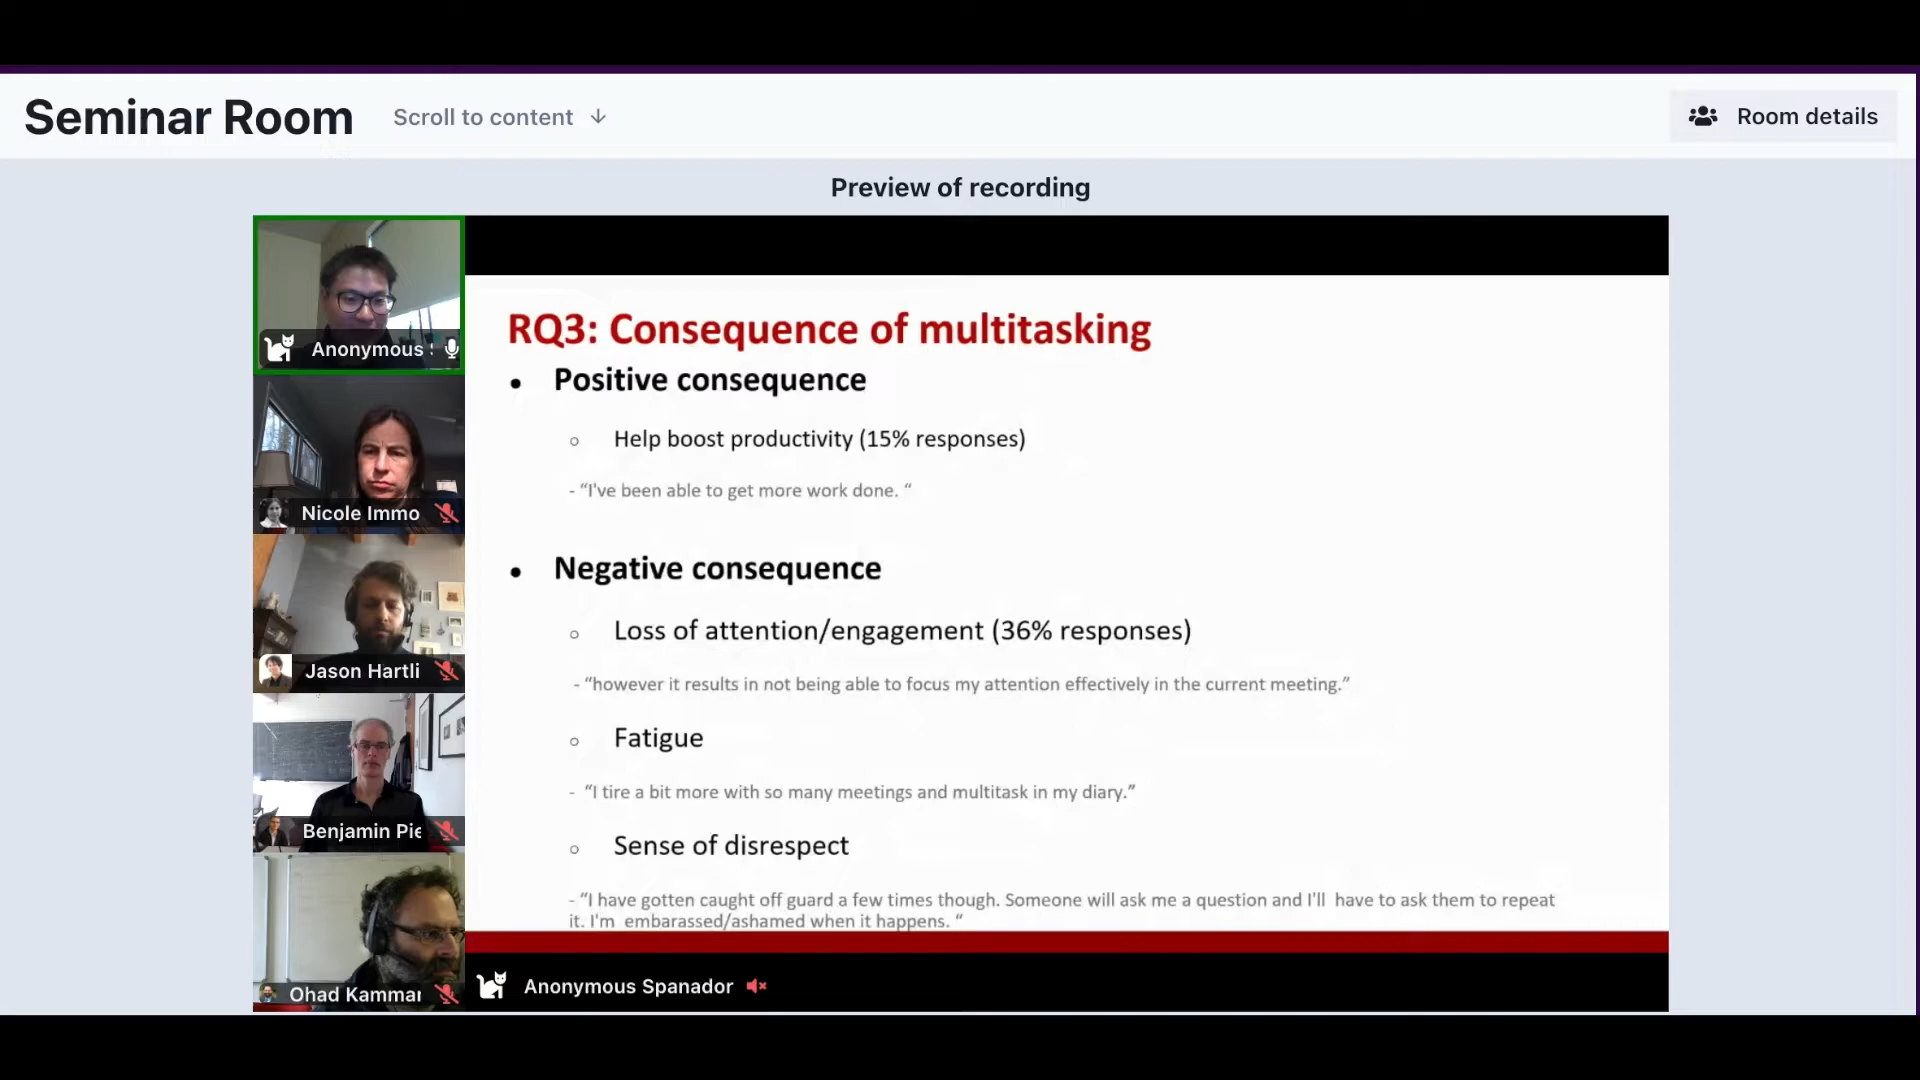 Seminar Room
Scroll to content ↓
Room details
Preview of recording
Anonymous
Nicole Immo
Jason Hartli
Benjamin Pie
Ohad Kammar
RQ3: Consequence of multitasking
• Positive consequence
○ Help boost productivity (15% responses)
- “I've been able to get more work done. “
• Negative consequence
○ Loss of attention/engagement (36% responses)
- “however it results in not being able to focus my attention effectively in the current meeting.”
○ Fatigue
- “I tire a bit more with so many meetings and multitask in my diary.”
○ Sense of disrespect
- “I have gotten caught off guard a few times though. Someone will ask me a question and I'll have to ask them to repeat
it. I'm embarassed/ashamed when it happens. “
Anonymous Spanador